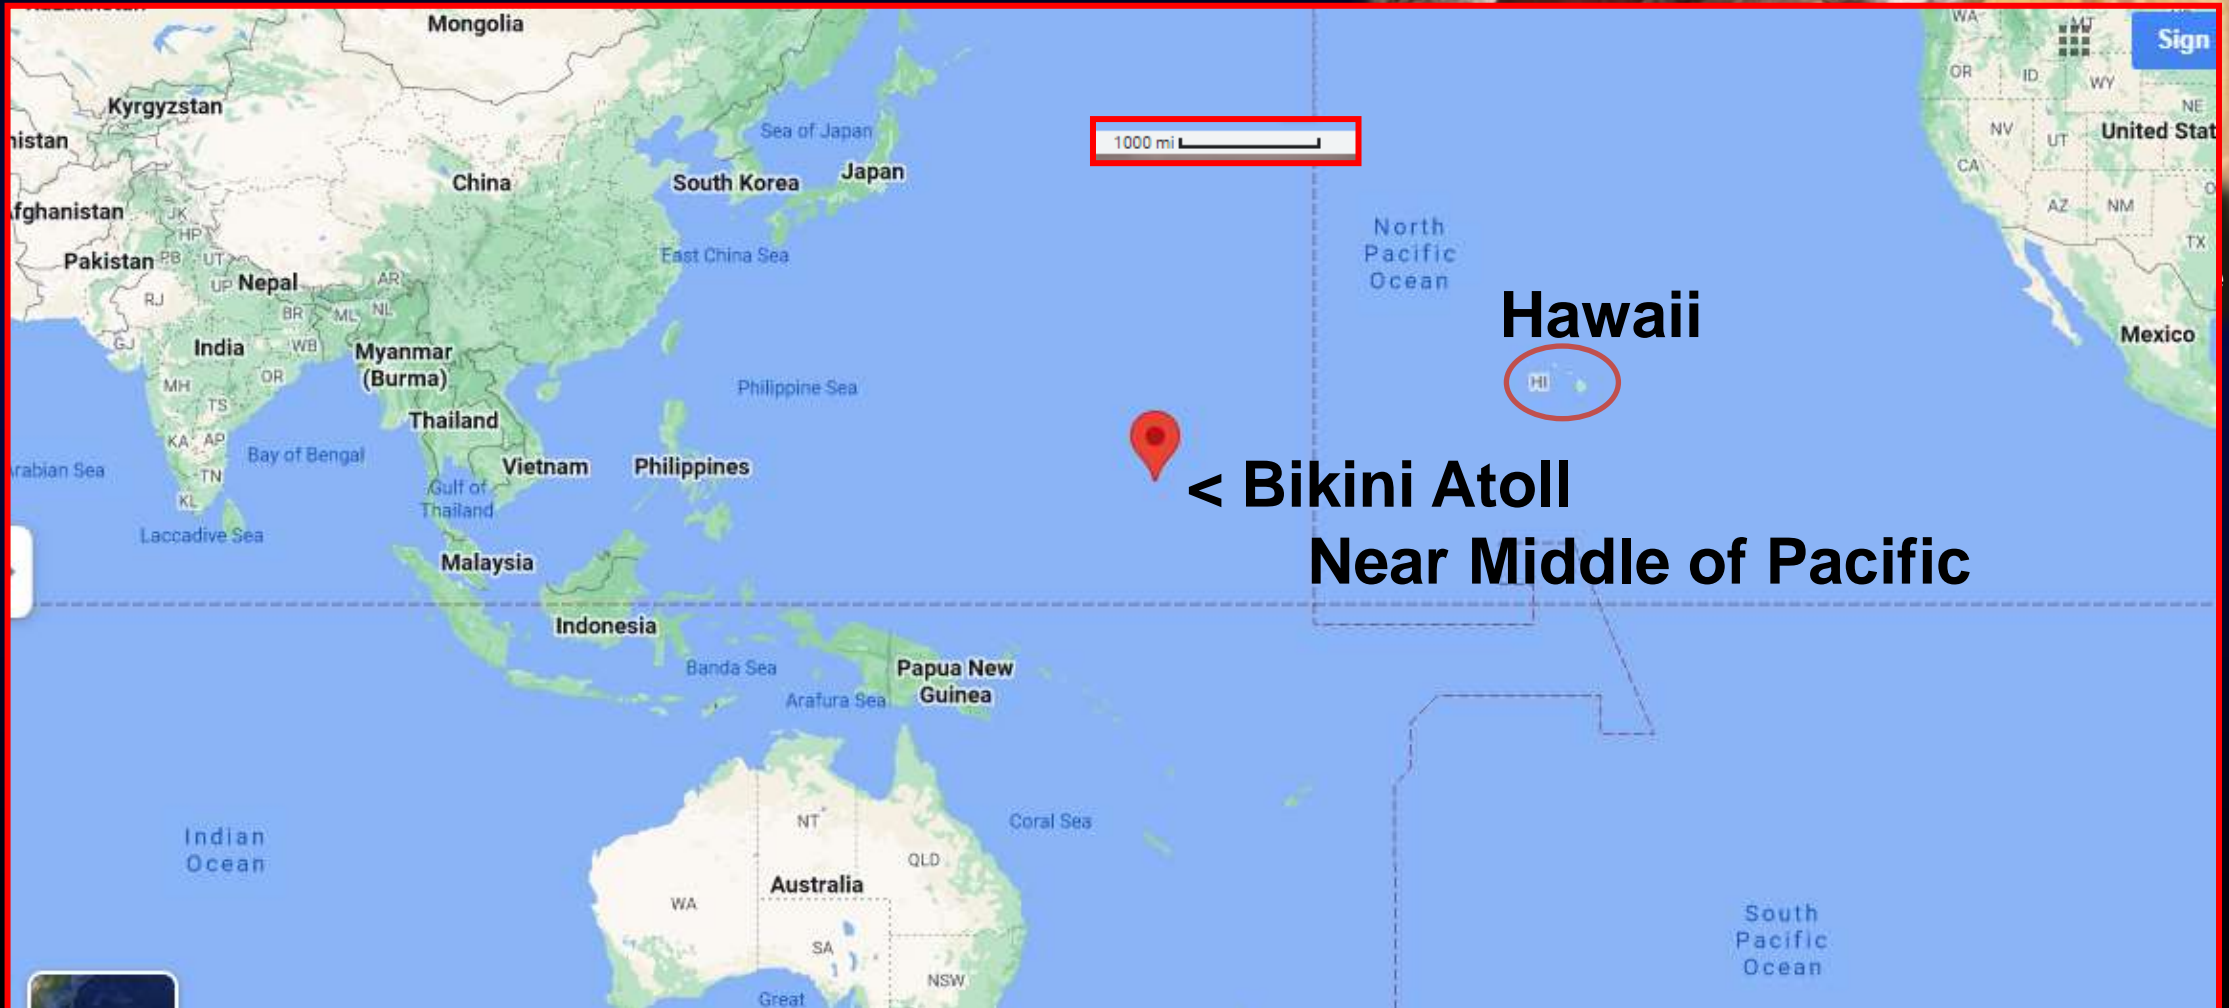 Mongolia
WA
MT
Sign
Kyrgyzstan
OR
ID
WY
NE
Sea of Japan
United Stat
nistan
NV
UT
1000 mi
China
South Korea
Japan
CA
fghanistan
JK
HP
AZ
NM
North
Pacific
Ocean
TX
East China Sea
Pakistan
PB
UT
UP
Nepal
AR
RJ
BR
ML
NL
Hawaii
Mexico
GJ
India
WB
Myanmar
(Burma)
MH
OR
HI
Philippine Sea
TS
Thailand
KA
AP
Bay of Bengal
rabian Sea
TN
Vietnam
Philippines
KL
Gulf of
Thailand
< Bikini Atoll
Laccadive Sea
Malaysia
Near Middle of Pacific
Indonesia
Banda Sea
Papua New
Guinea
Arafura Sea
NT
Coral Sea
Indian
Ocean
QLD
Australia
WA
South
Pacific
Ocean
SA
NSW
Great